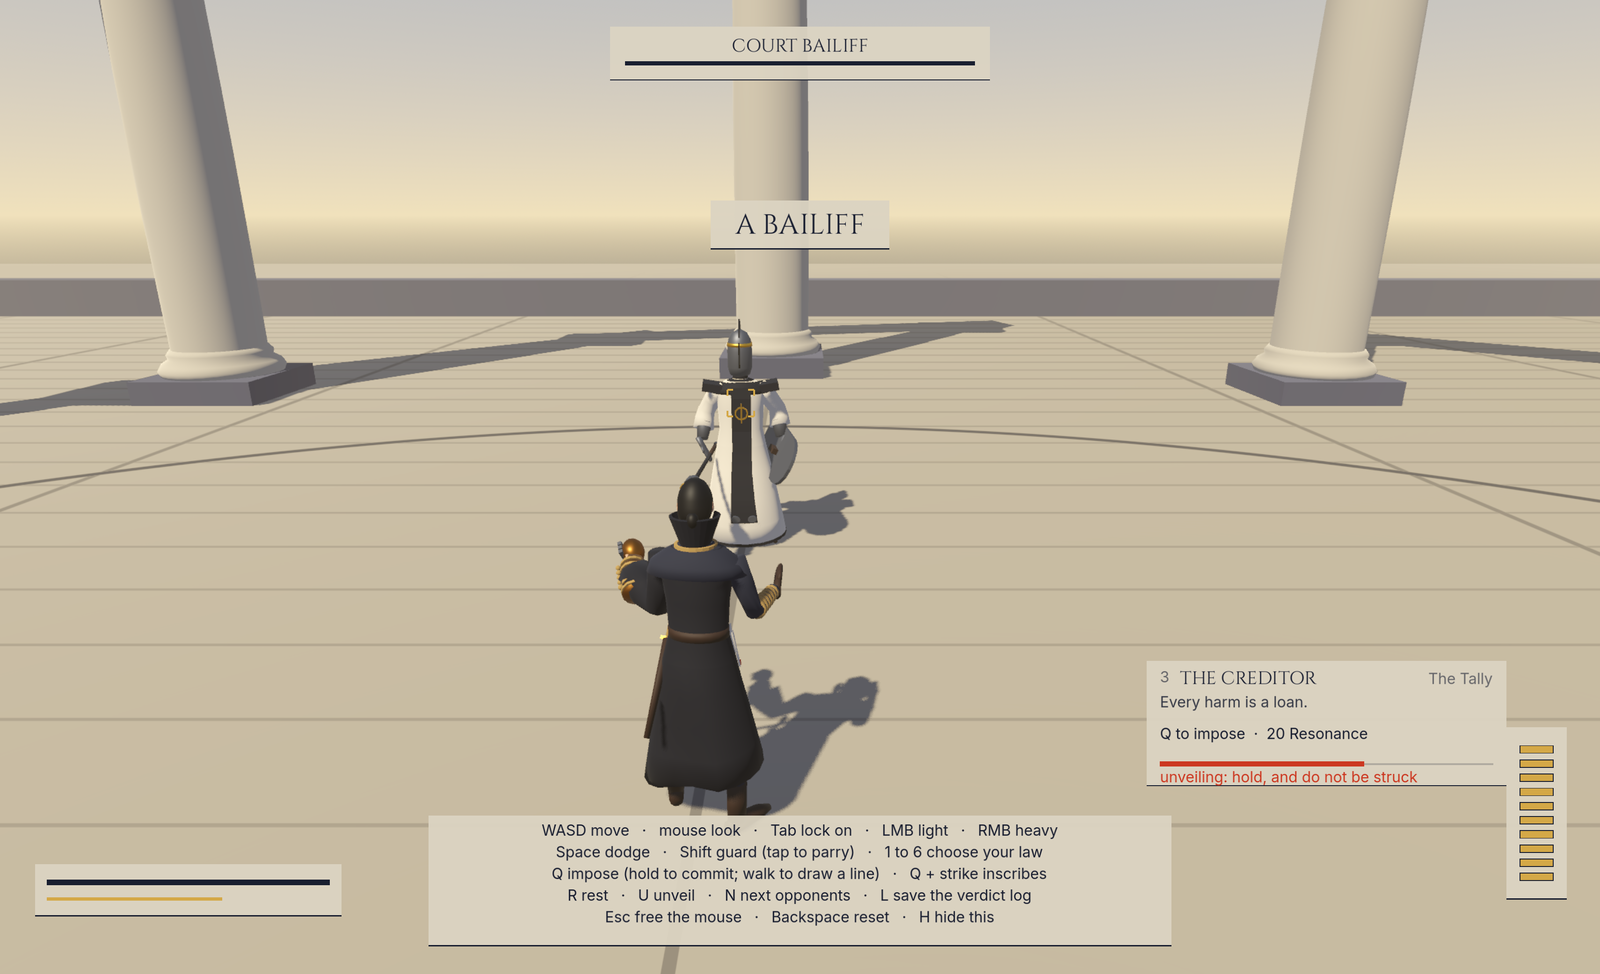 COURT BAILIFF
A BAILIFF
3 THE CREDITOR The Tally
Every harm is a loan.
Q to impose · 20 Resonance
unveiling: hold, and do not be struck
WASD move · mouse look · Tab lock on · LMB light · RMB heavy
Space dodge · Shift guard (tap to parry) · 1 to 6 choose your law
Q impose (hold to commit; walk to draw a line) · Q + strike inscribes
R rest · U unveil · N next opponents · L save the verdict log
Esc free the mouse · Backspace reset · H hide this